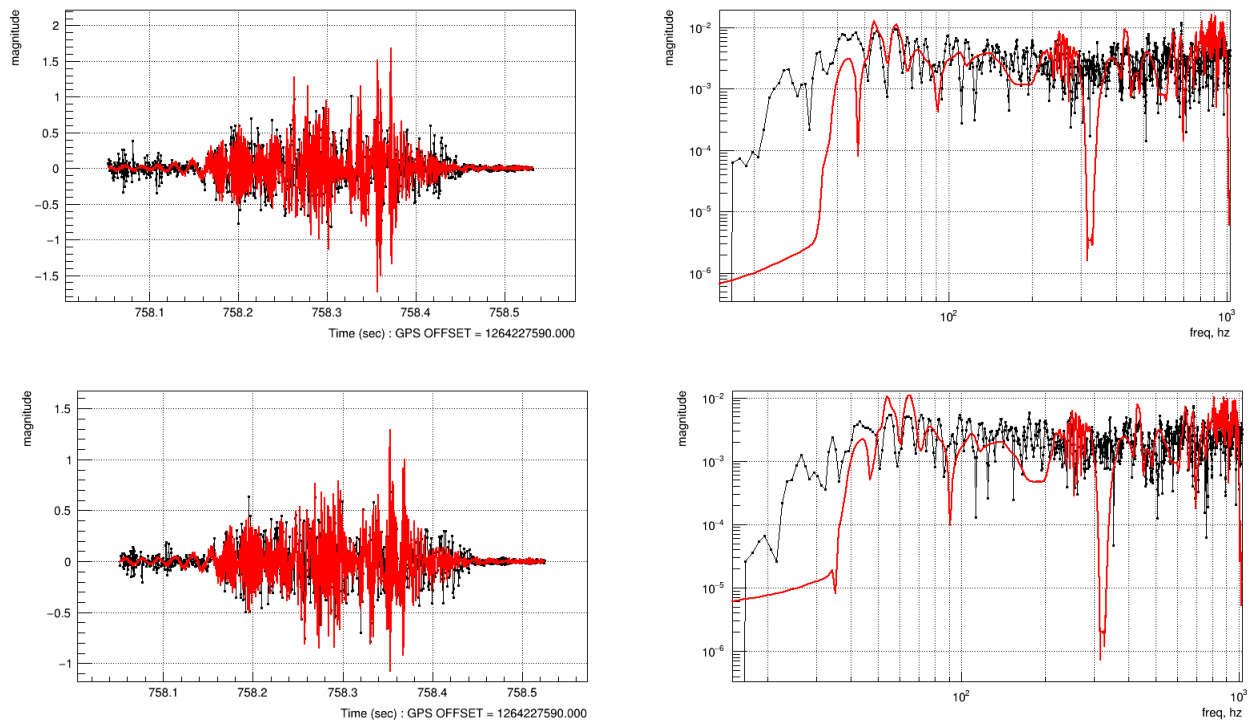 magnitude
2
1.5
1
0.5
0
−0.5
−1
−1.5
758.1 758.2 758.3 758.4 758.5
Time (sec) : GPS OFFSET = 1264227590.000
magnitude
10−2
10−3
10−4
10−5
10−6
102 103
freq, hz
magnitude
1.5
1
0.5
0
−0.5
−1
758.1 758.2 758.3 758.4 758.5
Time (sec) : GPS OFFSET = 1264227590.000
magnitude
10−2
10−3
10−4
10−5
10−6
102 103
freq, hz